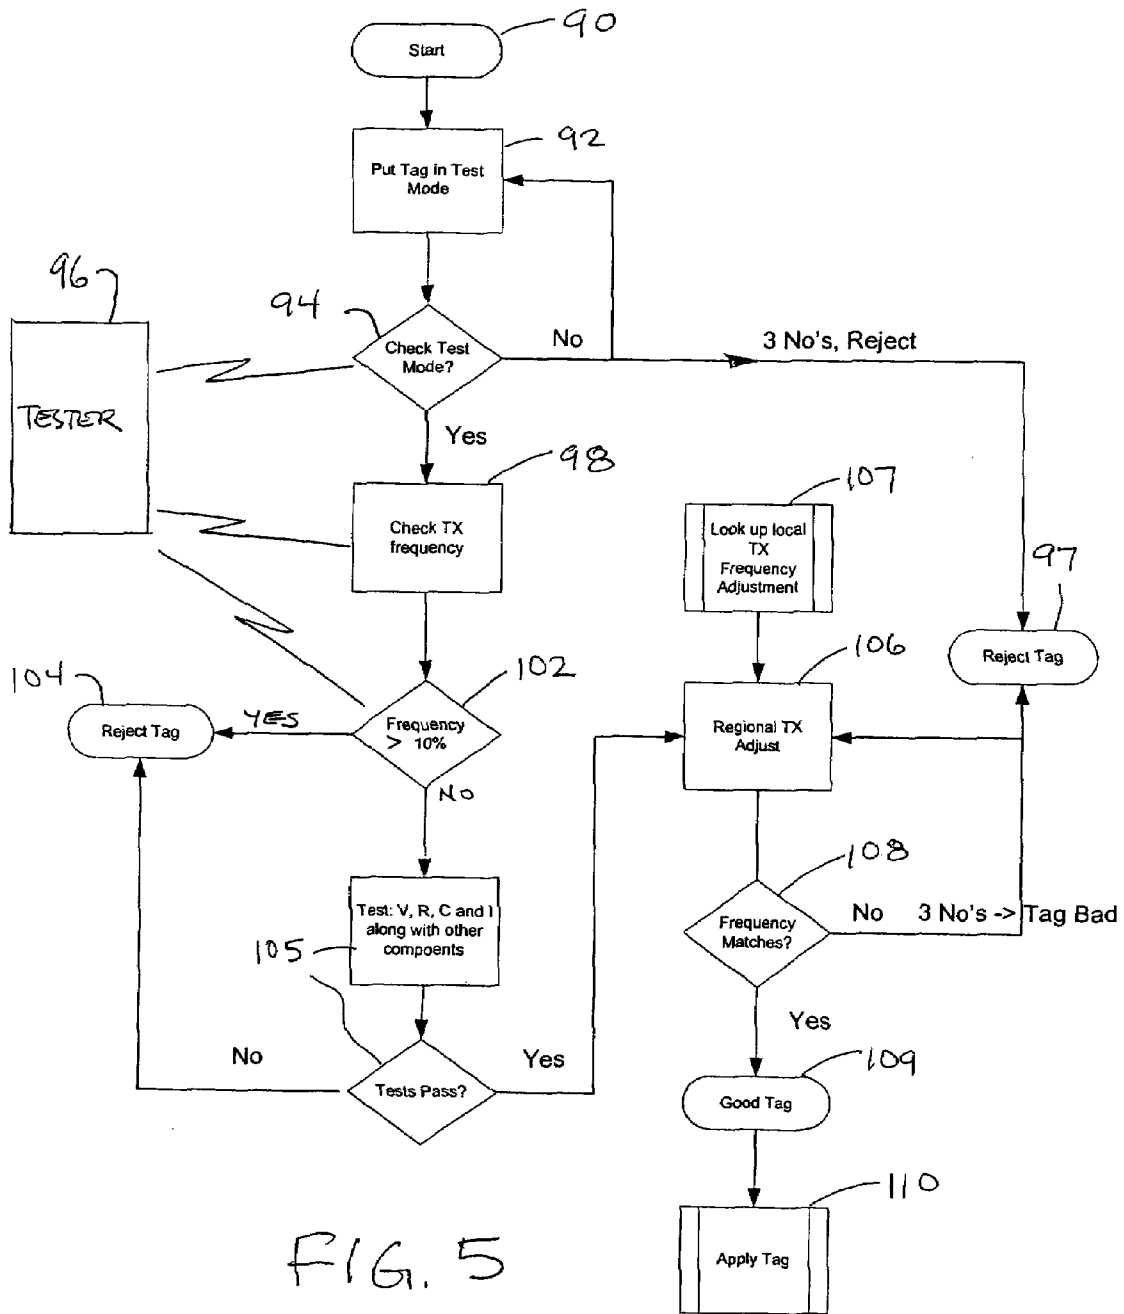 90
Start
92
Put Tag in Test
Mode
96
94
Check Test
Mode?
No
3 No's, Reject
TESTER
Yes
98
Check TX
frequency
107
Look up local
TX
Frequency
Adjustment
97
Reject Tag
104
Reject Tag
YES
102
Frequency
> 10%
No
106
Regional TX
Adjust
108
Frequency
Matches?
No
3 No's -> Tag Bad
Test: V, R, C and I
along with other
compoents
105
Yes
No
Tests Pass?
Yes
109
Good Tag
110
Apply Tag
FIG. 5